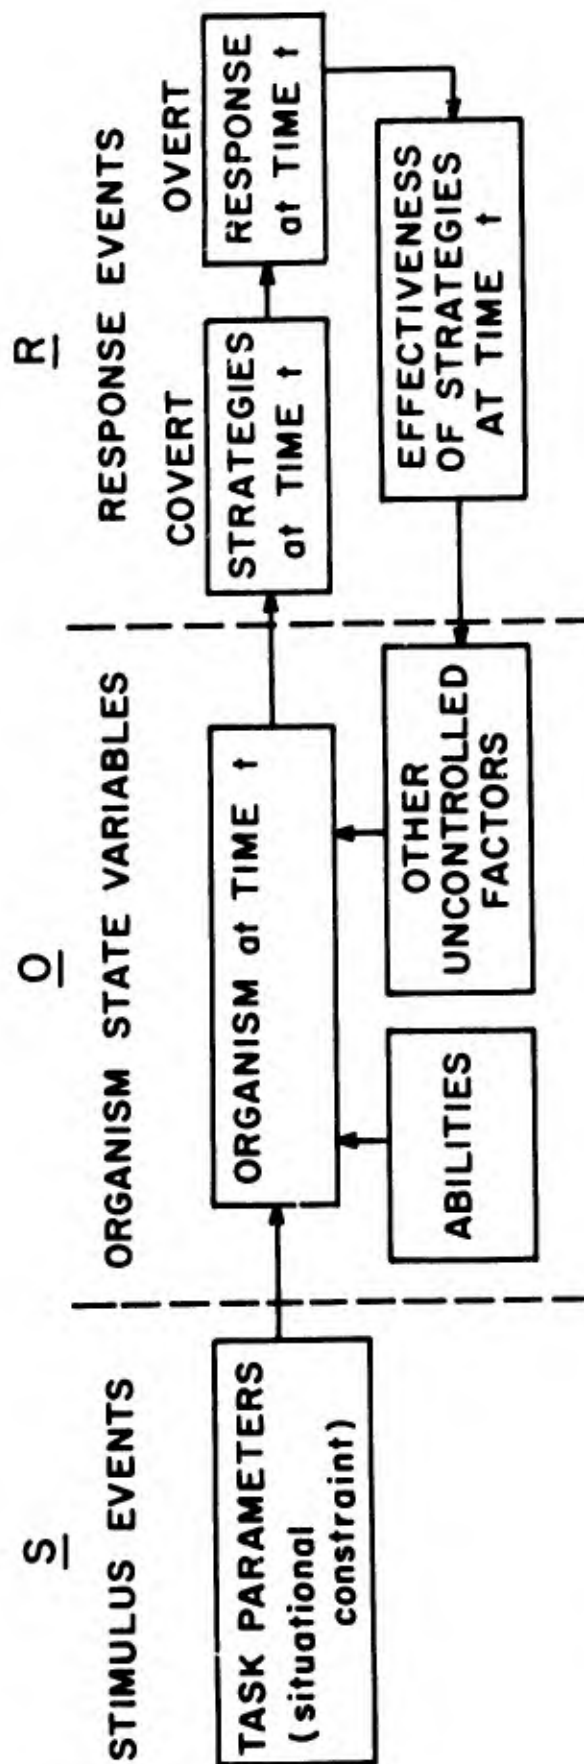 S
STIMULUS EVENTS
TASK PARAMETERS
(situational
constraint)
O
ORGANISM STATE VARIABLES
ORGANISM at TIME t
ABILITIES
OTHER
UNCONTROLLED
FACTORS
R
RESPONSE EVENTS
COVERT
STRATEGIES
at TIME t
OVERT
RESPONSE
at TIME t
EFFECTIVENESS
OF STRATEGIES
AT TIME t